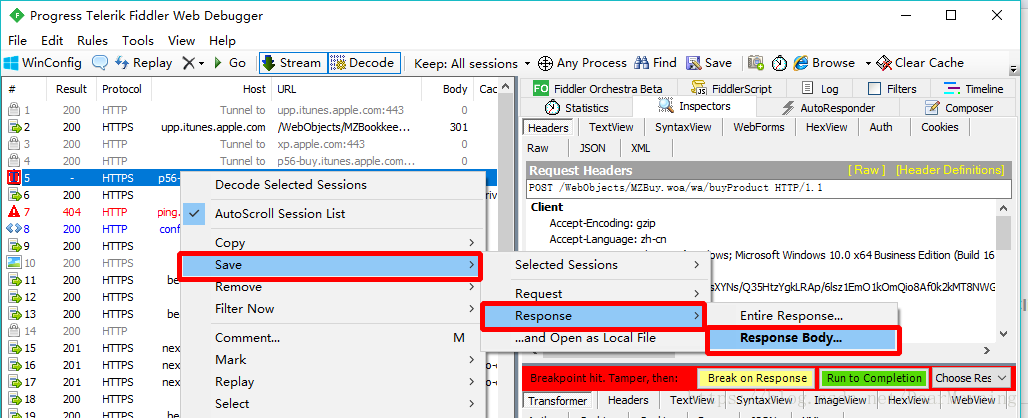 Progress Telerik Fiddler Web Debugger
File Edit Rules Tools View Help
WinConfig Replay Go Stream Decode Keep: All sessions Any Process Find Save Browse Clear Cache
# Result Protocol Host URL Body Cac
FO Fiddler Orchestra Beta FiddlerScript Log Filters Timeline
Statistics Inspectors AutoResponder Composer
Headers TextView SyntaxView WebForms HexView Auth Cookies
Raw JSON XML
1 200 HTTP Tunnel to upp.itunes.apple.com:443 0
2 200 HTTPS upp.itunes.apple.com /WebObjects/MZBookkee... 301
3 200 HTTP Tunnel to xp.apple.com:443 0
4 200 HTTP Tunnel to p56-buy.itunes.apple.com... 0
5 - HTTPS p56-
6 200 HTTPS
7 404 HTTP ping.
8 200 HTTP conf
9 200 HTTPS
10 200 HTTPS
11 200 HTTPS be
12 200 HTTPS be
13 200 HTTPS
14 200 HTTPS be
15 201 HTTPS nex
16 201 HTTPS nex
17 201 HTTPS nex
18 200 HTTPS
Decode Selected Sessions
AutoScroll Session List
Copy
Save
Remove
Filter Now
Comment... M
Mark
Replay
Select
Selected Sessions
Request
Response
...and Open as Local File
Entire Response...
Response Body...
Request Headers [ Raw ] [Header Definitions]
POST /WebObjects/MZBuy.woa/wa/buyProduct HTTP/1.1
Client
Accept-Encoding: gzip
Accept-Language: zh-cn
ows; Microsoft Windows 10.0 x64 Business Edition (Build 16
Breakpoint hit. Tamper, then: Break on Response Run to Completion Choose Res
Transformer Headers TextView SyntaxView ImageView HexView WebView